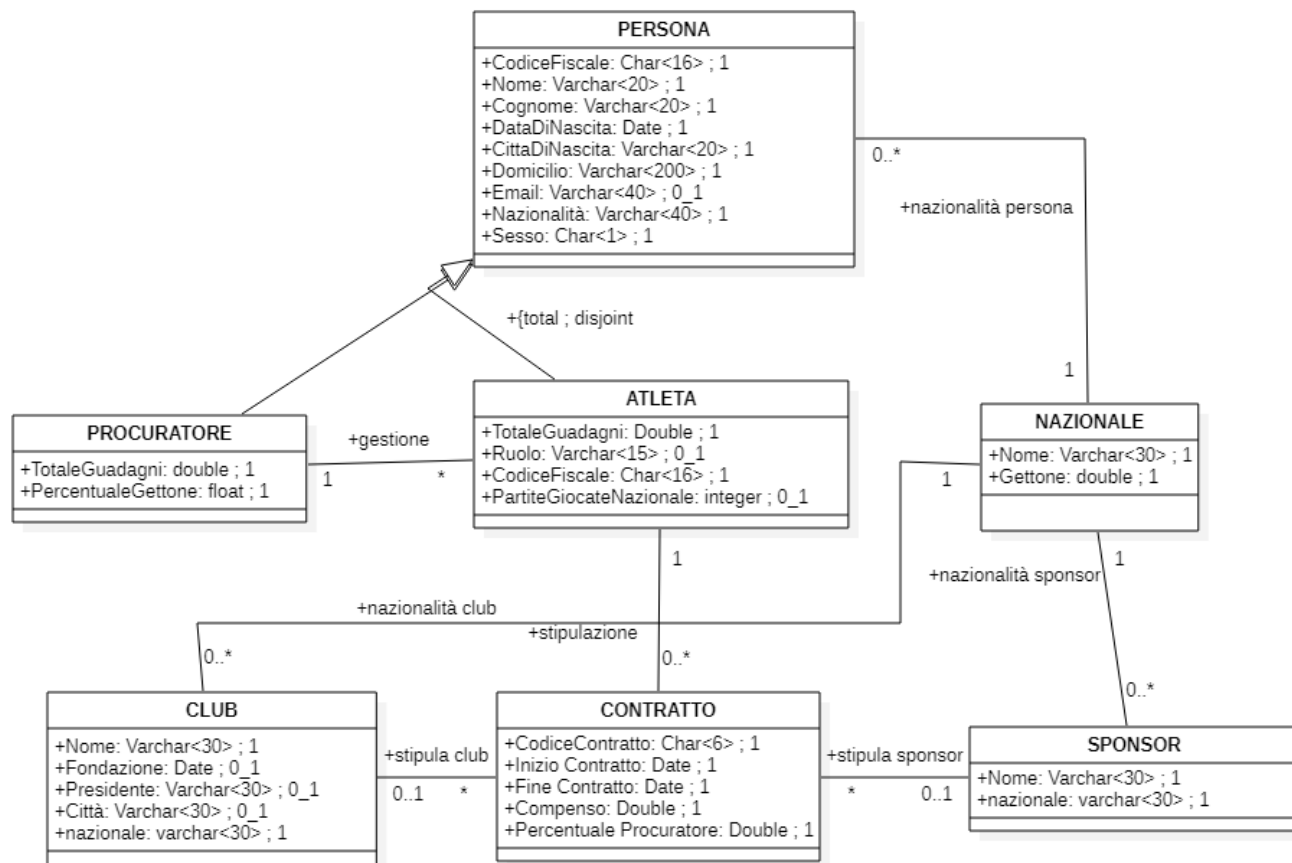 PERSONA
+CodiceFiscale: Char<16> ; 1
+Nome: Varchar<20> ; 1
+Cognome: Varchar<20> ; 1
+DataDiNascita: Date ; 1
+CittaDiNascita: Varchar<20> ; 1
+Domicilio: Varchar<200> ; 1
+Email: Varchar<40> ; 0_1
+Nazionalità: Varchar<40> ; 1
+Sesso: Char<1> ; 1
0..*
+nazionalità persona
1
+{total ; disjoint
PROCURATORE
+TotaleGuadagni: double ; 1
+PercentualeGettone: float ; 1
+gestione
1
*
ATLETA
+TotaleGuadagni: Double ; 1
+Ruolo: Varchar<15> ; 0_1
+CodiceFiscale: Char<16> ; 1
+PartiteGiocateNazionale: integer ; 0_1
NAZIONALE
+Nome: Varchar<30> ; 1
+Gettone: double ; 1
1
1
1
+nazionalità sponsor
+nazionalità club
+stipulazione
0..*
0..*
0..*
CLUB
+Nome: Varchar<30> ; 1
+Fondazione: Date ; 0_1
+Presidente: Varchar<30> ; 0_1
+Città: Varchar<30> ; 0_1
+nazionale: varchar<30> ; 1
+stipula club
0..1
*
CONTRATTO
+CodiceContratto: Char<6> ; 1
+Inizio Contratto: Date ; 1
+Fine Contratto: Date ; 1
+Compenso: Double ; 1
+Percentuale Procuratore: Double ; 1
+stipula sponsor
*
0..1
SPONSOR
+Nome: Varchar<30> ; 1
+nazionale: varchar<30> ; 1